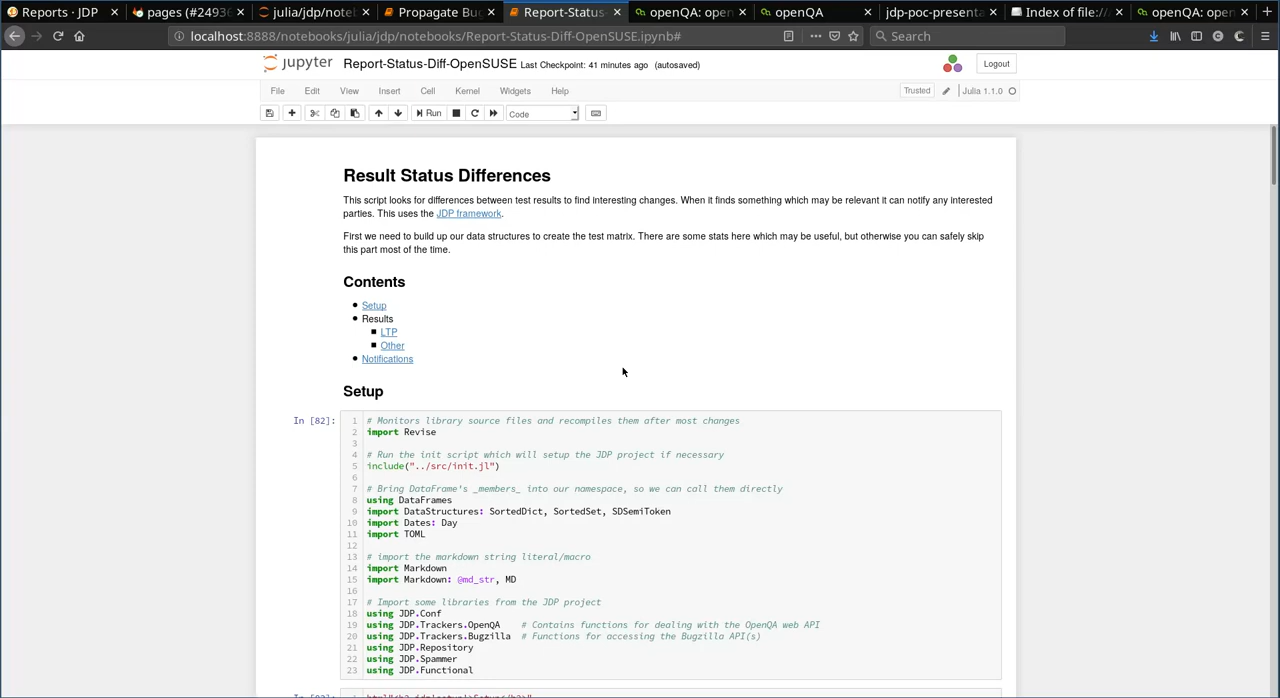 Reports · JDP
pages (#2493
julia/jdp/note
Propagate Bug
Report-Status-
openQA: open
openQA
jdp-poc-presenta
Index of file://
openQA: open
localhost:8888/notebooks/julia/jdp/notebooks/Report-Status-Diff-OpenSUSE.ipynb#
Search
jupyter Report-Status-Diff-OpenSUSE Last Checkpoint: 41 minutes ago (autosaved)
Logout
File Edit View Insert Cell Kernel Widgets Help
Trusted
Julia 1.1.0
Run
Code
Result Status Differences
This script looks for differences between test results to find interesting changes. When it finds something which may be relevant it can notify any interested
parties. This uses the JDP framework.
First we need to build up our data structures to create the test matrix. There are some stats here which may be useful, but otherwise you can safely skip
this part most of the time.
Contents
Setup
Results
LTP
Other
Notifications
Setup
In [82]:
1 # Monitors library source files and recompiles them after most changes
2 import Revise
3
4 # Run the init script which will setup the JDP project if necessary
5 include("../src/init.jl")
6
7 # Bring DataFrame's _members_ into our namespace, so we can call them directly
8 using DataFrames
9 import DataStructures: SortedDict, SortedSet, SDSemiToken
10 import Dates: Day
11 import TOML
12
13 # import the markdown string literal/macro
14 import Markdown
15 import Markdown: @md_str, MD
16
17 # Import some libraries from the JDP project
18 using JDP.Conf
19 using JDP.Trackers.OpenQA # Contains functions for dealing with the OpenQA web API
20 using JDP.Trackers.Bugzilla # Functions for accessing the Bugzilla API(s)
21 using JDP.Repository
22 using JDP.Spammer
23 using JDP.Functional